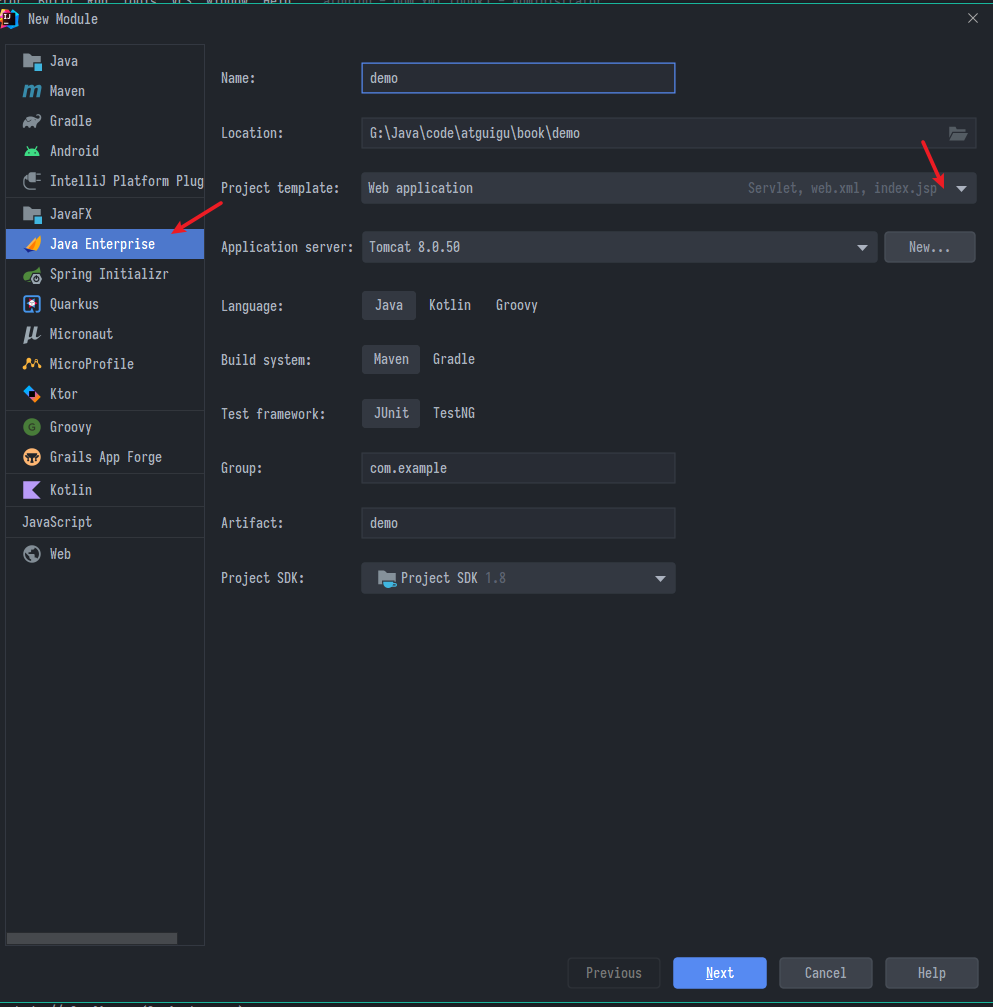 New Module
Java
Maven
Gradle
Android
IntelliJ Platform Plug
JavaFX
Java Enterprise
Spring Initializr
Quarkus
Micronaut
MicroProfile
Ktor
Groovy
Grails App Forge
Kotlin
JavaScript
Web
Name: demo
Location: G:\Java\code\atguigu\book\demo
Project template: Web application Servlet, web.xml, index.jsp
Application server: Tomcat 8.0.50 New...
Language: Java Kotlin Groovy
Build system: Maven Gradle
Test framework: JUnit TestNG
Group: com.example
Artifact: demo
Project SDK: Project SDK 1.8
Previous Next Cancel Help